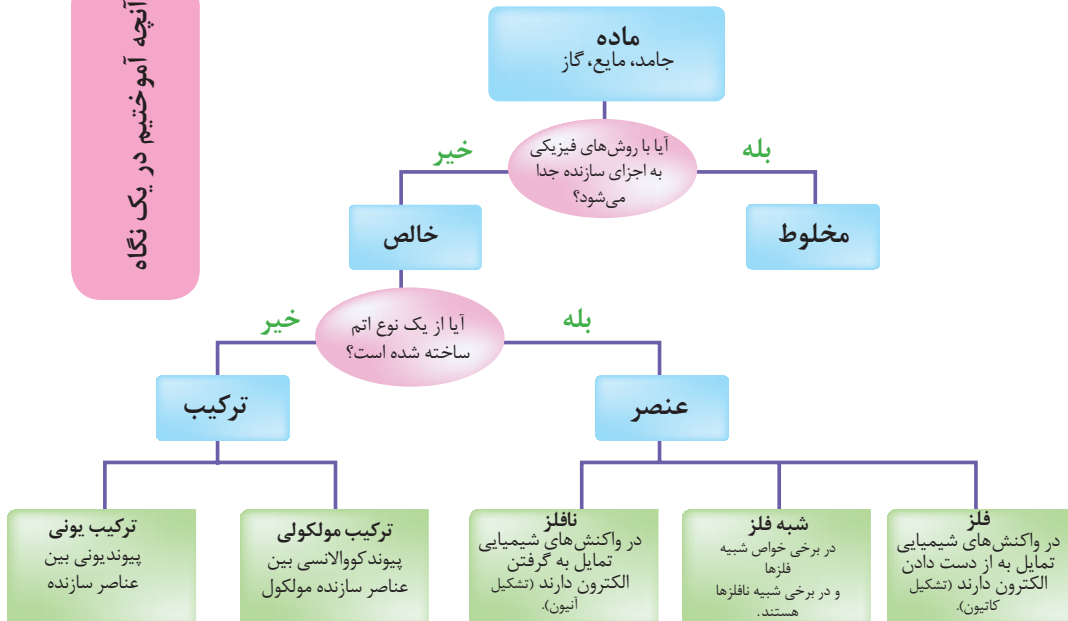 آنچه آموختیم در یک نگاه
ماده
جامد، مایع، گاز
آیا با روش‌های فیزیکی
به اجزای سازنده جدا
می‌شود؟
بله
خیر
مخلوط
خالص
آیا از یک نوع اتم
ساخته شده است؟
بله
خیر
عنصر
ترکیب
فلز
در واکنش‌های شیمیایی
تمایل به از دست دادن
الکترون دارند (تشکیل
کاتیون).
شبه فلز
در برخی خواص شبیه
فلزها
و در برخی شبیه نافلزها
هستند.
نافلز
در واکنش‌های شیمیایی
تمایل به گرفتن
الکترون دارند (تشکیل
آنیون).
ترکیب مولکولی
پیوند کووالانسی بین
عناصر سازنده مولکول
ترکیب یونی
پیوندیونی بین
عناصر سازنده